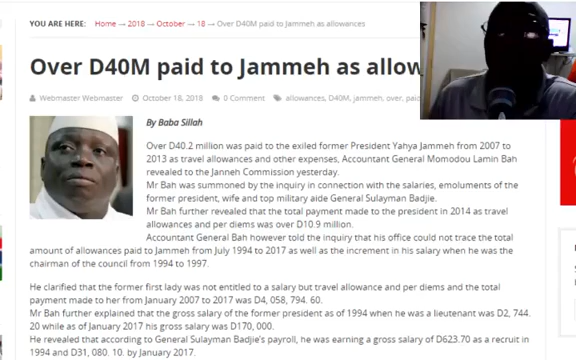 YOU ARE HERE: Home → 2018 → October → 18 → Over D40M paid to Jammeh as allowances
Over D40M paid to Jammeh as allow
Webmaster Webmaster October 18, 2018 0 Comment allowances, D40M, jammeh, over, paid
By Baba Sillah
Over D40.2 million was paid to the exiled former President Yahya Jammeh from 2007 to
2013 as travel allowances and other expenses, Accountant General Momodou Lamin Bah
revealed to the Janneh Commission yesterday.
Mr Bah was summoned by the inquiry in connection with the salaries, emoluments of the
former president, wife and top military aide General Sulayman Badjie.
Mr Bah further revealed that the total payment made to the president in 2014 as travel
allowances and per diems was over D10.9 million.
Accountant General Bah however told the inquiry that his office could not trace the total
amount of allowances paid to Jammeh from July 1994 to 2017 as well as the increment in his salary when he was the
chairman of the council from 1994 to 1997.
He clarified that the former first lady was not entitled to a salary but travel allowance and per diems and the total
payment made to her from January 2007 to 2017 was D4, 058, 794. 60.
Mr Bah further explained that the gross salary of the former president as of 1994 when he was a lieutenant was D2, 744.
20 while as of January 2017 his gross salary was D170, 000.
He revealed that according to General Sulayman Badjie's payroll, he was earning a gross salary of D623.70 as a recruit in
1994 and D31, 080. 10. by January 2017.